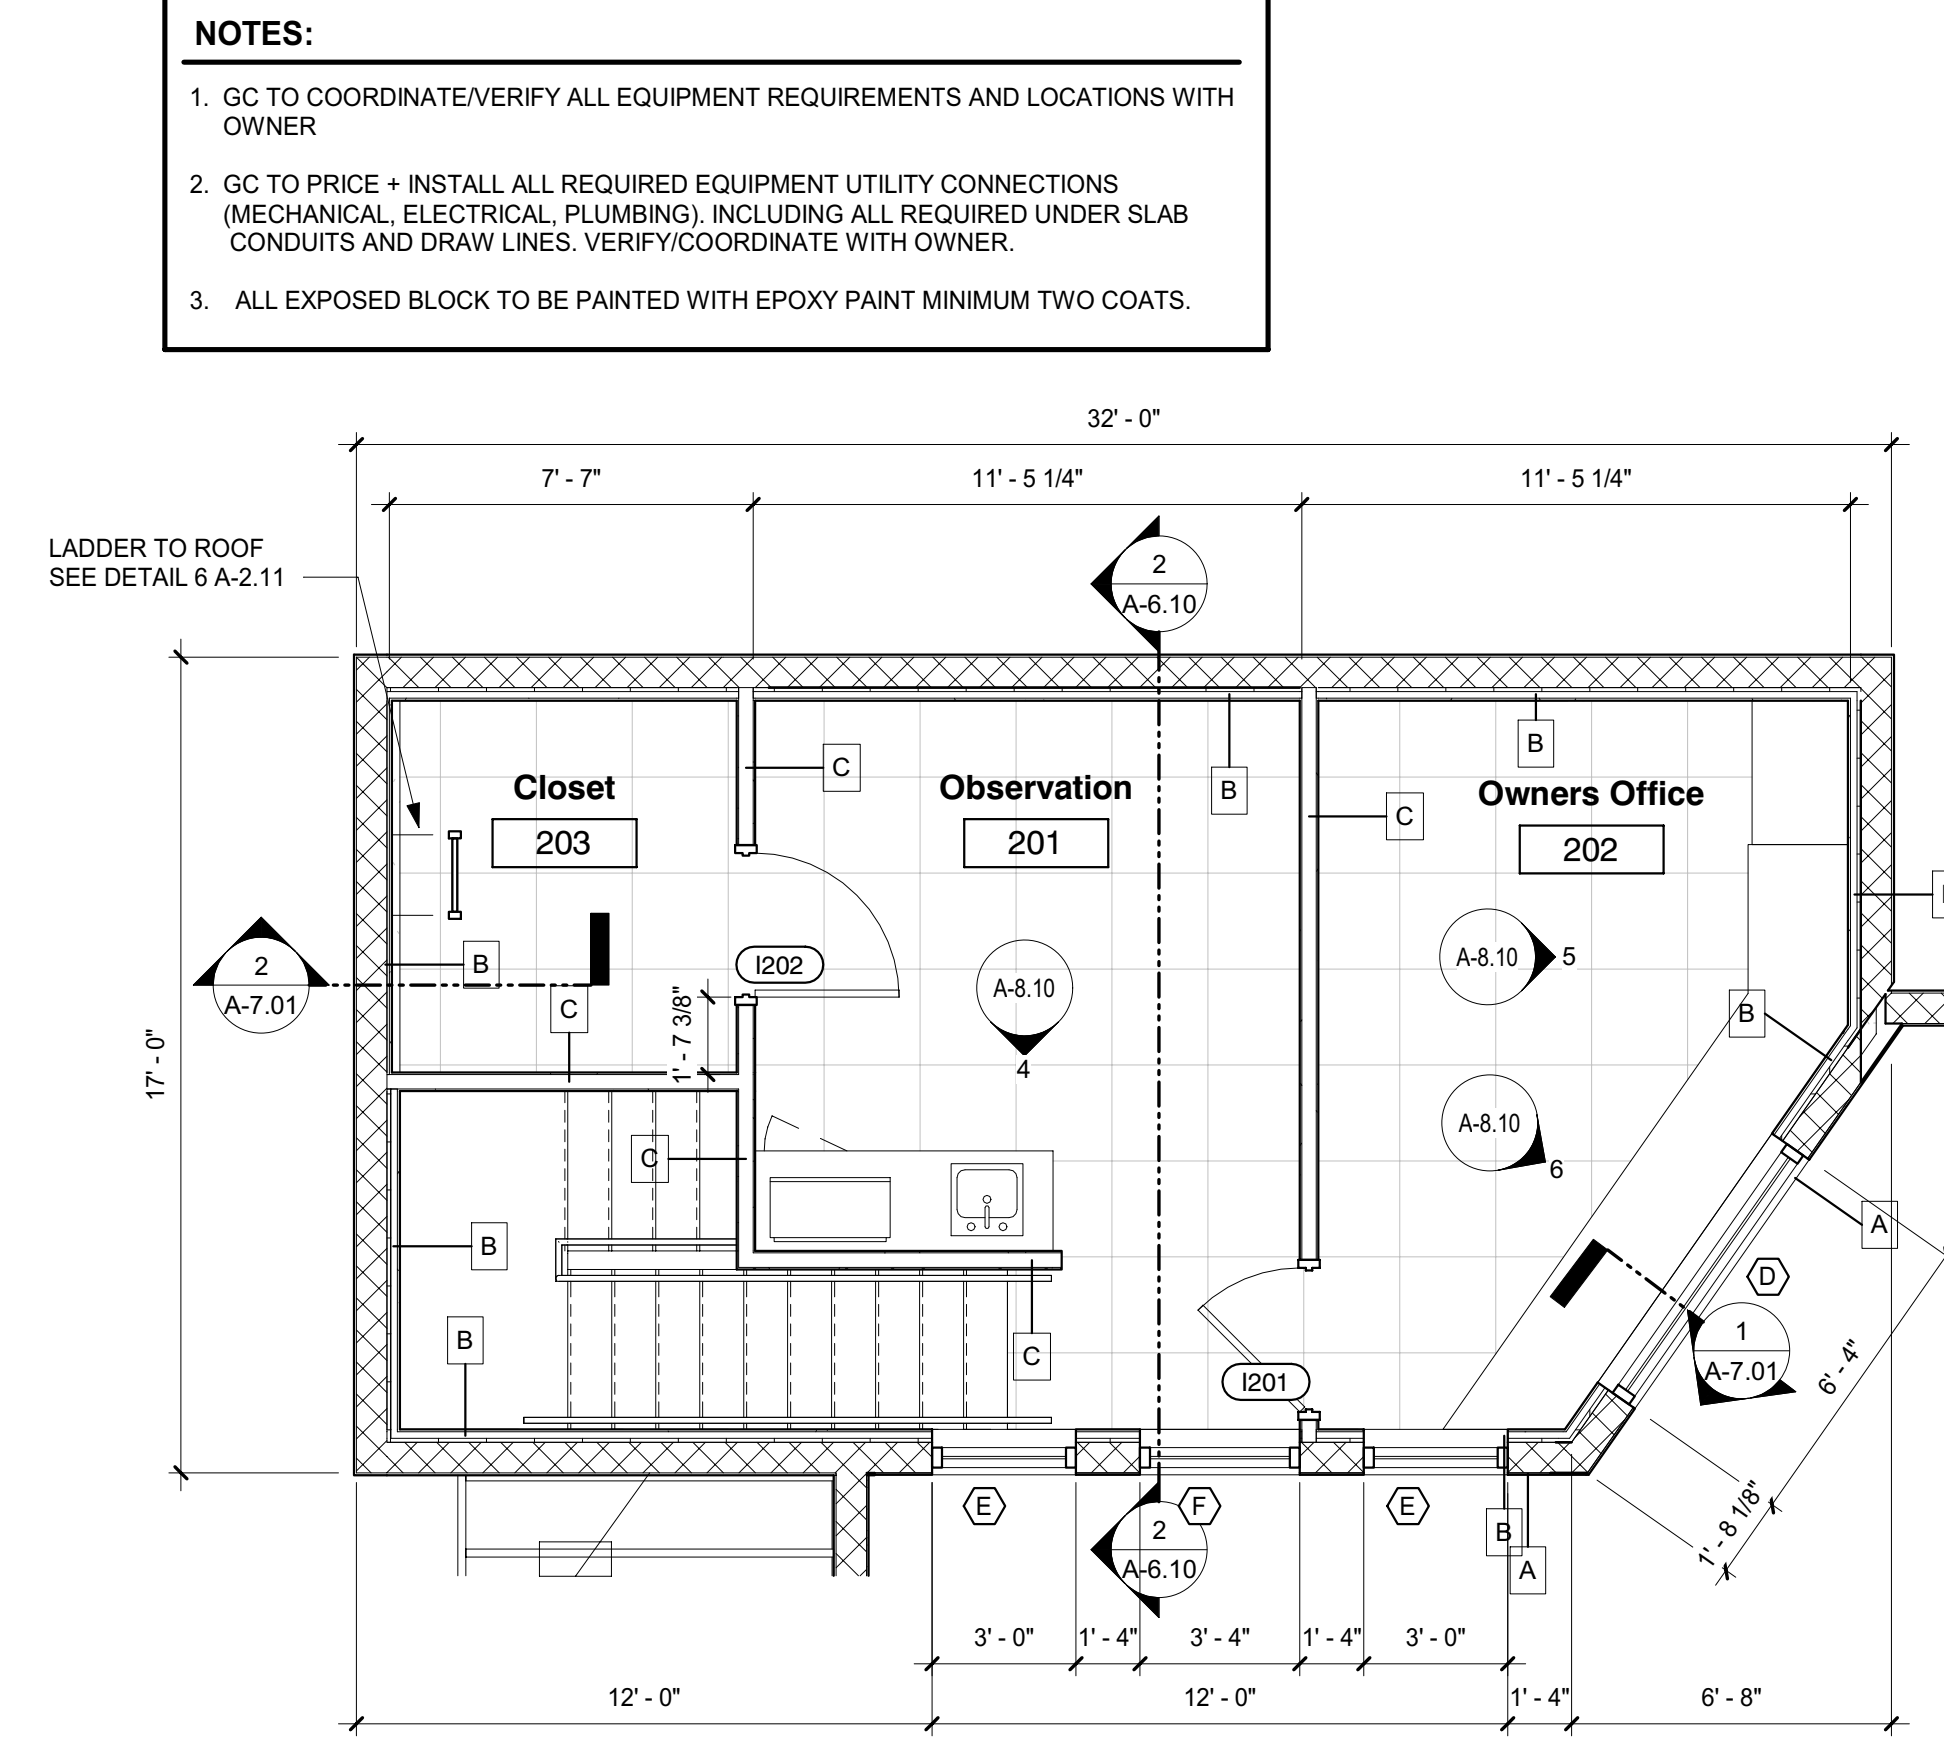 NOTES:
1. GC TO COORDINATE/VERIFY ALL EQUIPMENT REQUIREMENTS AND LOCATIONS WITH
OWNER
2. GC TO PRICE + INSTALL ALL REQUIRED EQUIPMENT UTILITY CONNECTIONS
(MECHANICAL, ELECTRICAL, PLUMBING). INCLUDING ALL REQUIRED UNDER SLAB
CONDUITS AND DRAW LINES. VERIFY/COORDINATE WITH OWNER.
3. ALL EXPOSED BLOCK TO BE PAINTED WITH EPOXY PAINT MINIMUM TWO COATS.
32' - 0"
7' - 7"
11' - 5 1/4"
11' - 5 1/4"
LADDER TO ROOF
SEE DETAIL 6 A-2.11
2
A-6.10
B
C
Closet
Observation
B
Owners Office
C
203
201
202
A-8.10
5
B
I202
2
A-7.01
A-8.10
4
C
B
1' - 7 3/8"
17' - 0"
A-8.10
6
C
A
B
D
B
C
I201
1
A-7.01
6' - 4"
E
F
E
2
A-6.10
B
A
1' - 8 1/8"
3' - 0"
1' - 4"
3' - 4"
1' - 4"
3' - 0"
12' - 0"
12' - 0"
1' - 4"
6' - 8"